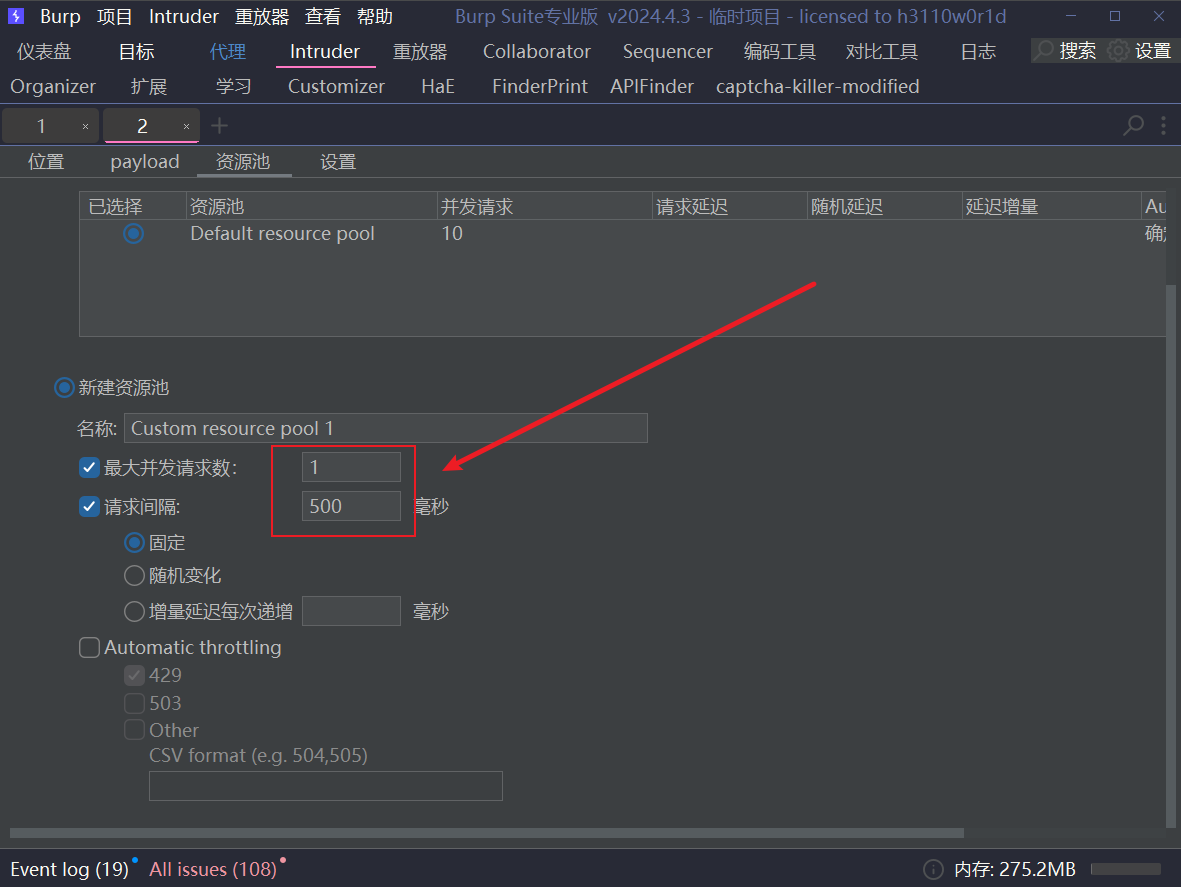 Burp 项目 Intruder 重放器 查看 帮助 Burp Suite专业版 v2024.4.3 - 临时项目 - licensed to h3110w0r1d
仪表盘 目标 代理 Intruder 重放器 Collaborator Sequencer 编码工具 对比工具 日志 搜索 设置
Organizer 扩展 学习 Customizer HaE FinderPrint APIFinder captcha-killer-modified
1 × 2 × +
位置 payload 资源池 设置
已选择 资源池 并发请求 请求延迟 随机延迟 延迟增量 Au
Default resource pool 10 确
新建资源池
名称: Custom resource pool 1
最大并发请求数: 1
请求间隔: 500 毫秒
固定
随机变化
增量延迟每次递增 毫秒
Automatic throttling
429
503
Other
CSV format (e.g. 504,505)
Event log (19) All issues (108) 内存: 275.2MB